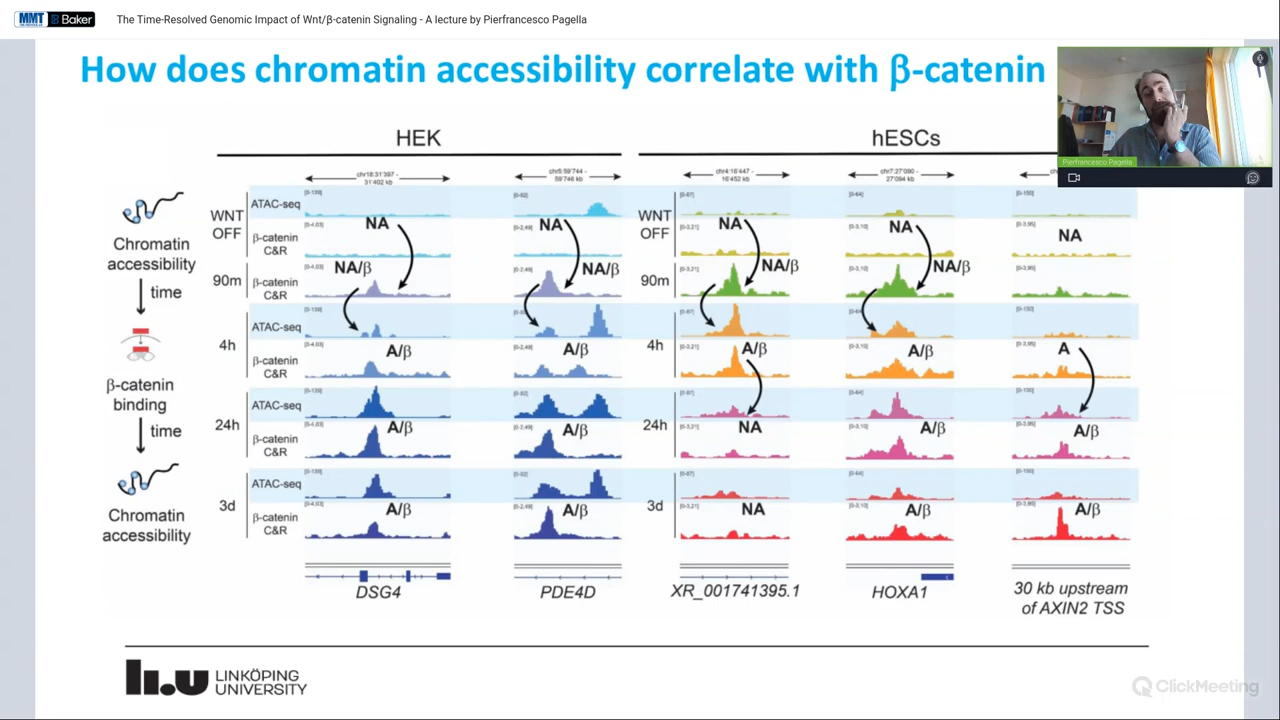 MMT
Baker
The Time-Resolved Genomic Impact of Wnt/β-catenin Signaling - A lecture by Pierfrancesco Pagella
How does chromatin accessibility correlate with β-catenin
Pierfrancesco Pagella
HEK
hESCs
Chromatin
accessibility
time
β-catenin
binding
time
Chromatin
accessibility
WNT
OFF
ATAC-seq
β-catenin
C&R
90m
β-catenin
C&R
4h
ATAC-seq
β-catenin
C&R
24h
ATAC-seq
β-catenin
C&R
3d
ATAC-seq
β-catenin
C&R
NA
NA/β
A/β
A/β
A/β
DSG4
NA
NA/β
A/β
A/β
A/β
PDE4D
WNT
OFF
90m
4h
24h
3d
NA
NA/β
A/β
NA
NA
XR_001741395.1
NA
NA/β
A/β
A/β
A/β
HOXA1
NA
A
A/β
A/β
30 kb upstream
of AXIN2 TSS
LINKÖPING
UNIVERSITY
ClickMeeting